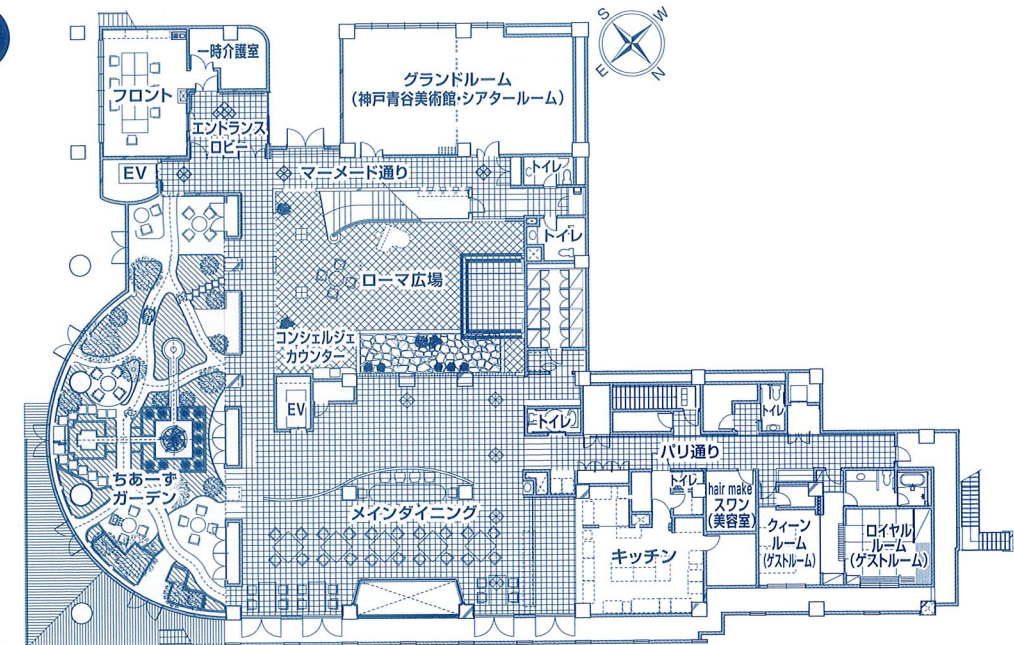 S
W
E
N
一時介護室
フロント
グランドルーム
(神戸青谷美術館・シアタールーム)
エントランス
ロビー
EV
マーメード通り
トイレ
トイレ
ローマ広場
コンシェルジェ
カウンター
EV
トイレ
トイレ
パリ通り
ちあーず
ガーデン
メインダイニング
トイレ
hair make
スワン
(美容室)
キッチン
クィーン
ルーム
(ゲストルーム)
ロイヤル
ルーム
(ゲストルーム)